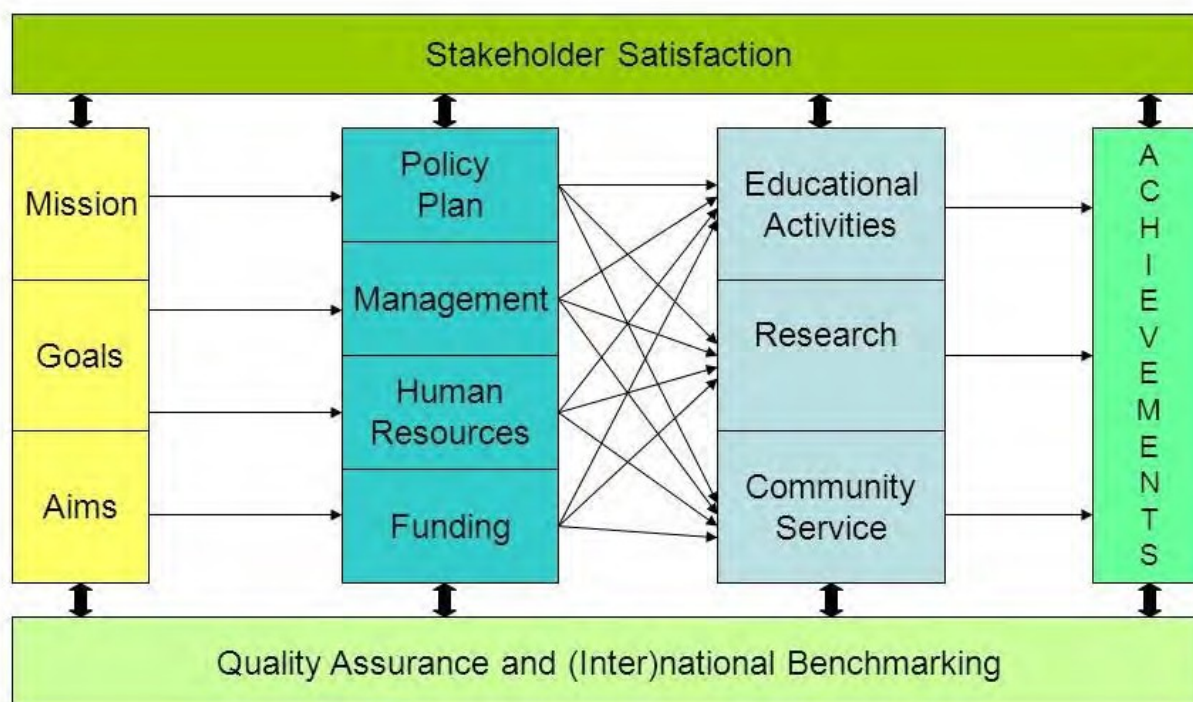 Stakeholder Satisfaction
Mission
Goals
Aims
Policy
Plan
Management
Human
Resources
Funding
Educational
Activities
Research
Community
Service
ACHIEVEMENTS
Quality Assurance and (Inter)national Benchmarking